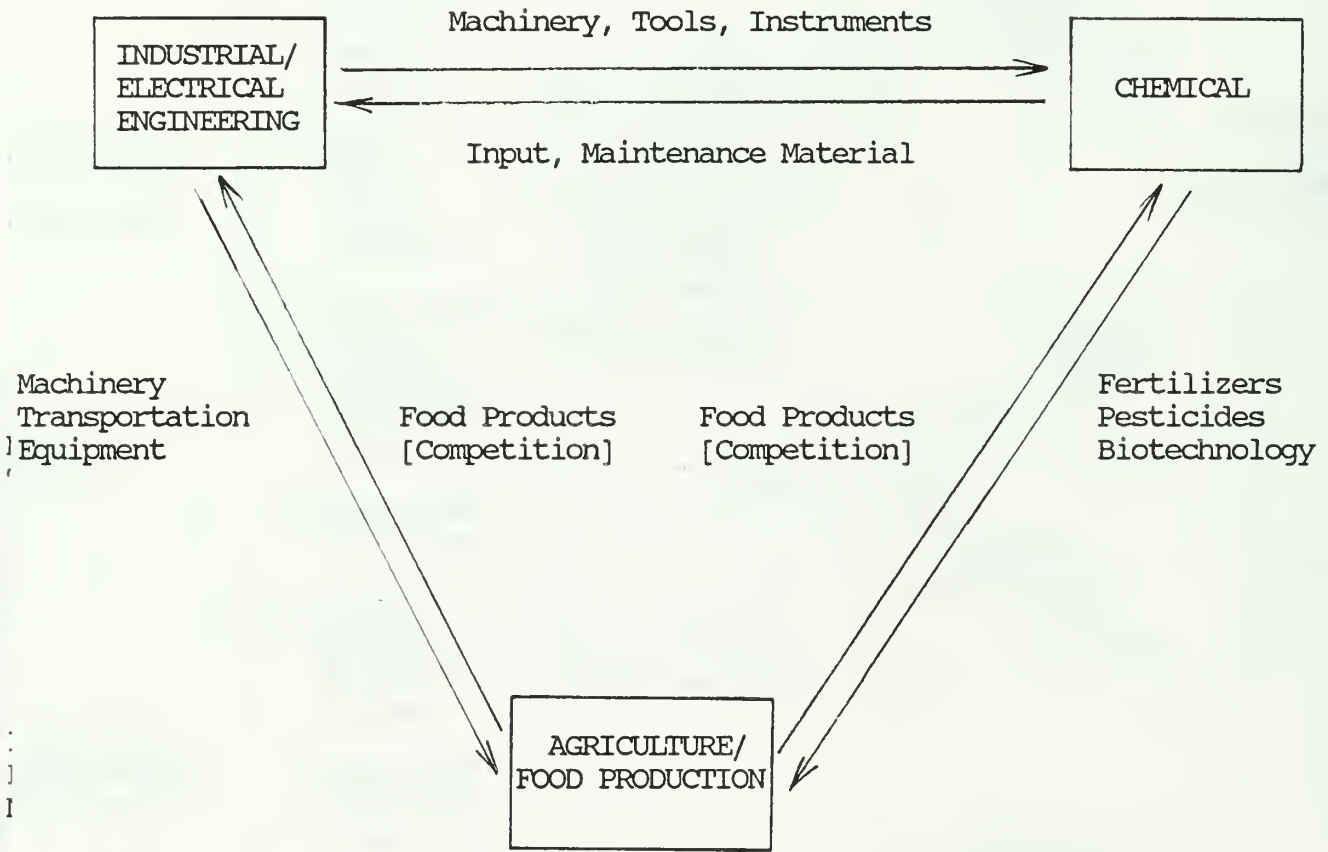 Machinery, Tools, Instruments
INDUSTRIAL/
ELECTRICAL
ENGINEERING
CHEMICAL
Input, Maintenance Material
Machinery
Transportation
Equipment
Food Products
[Competition]
Food Products
[Competition]
Fertilizers
Pesticides
Biotechnology
AGRICULTURE/
FOOD PRODUCTION